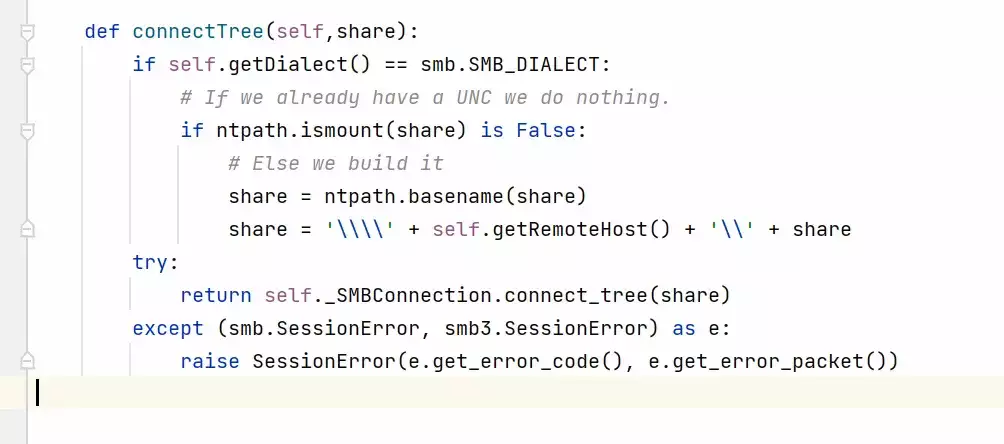 def connectTree(self,share):
if self.getDialect() == smb.SMB_DIALECT:
# If we already have a UNC we do nothing.
if ntpath.ismount(share) is False:
# Else we build it
share = ntpath.basename(share)
share = '\\\\' + self.getRemoteHost() + '\\' + share
try:
return self._SMBConnection.connect_tree(share)
except (smb.SessionError, smb3.SessionError) as e:
raise SessionError(e.get_error_code(), e.get_error_packet())